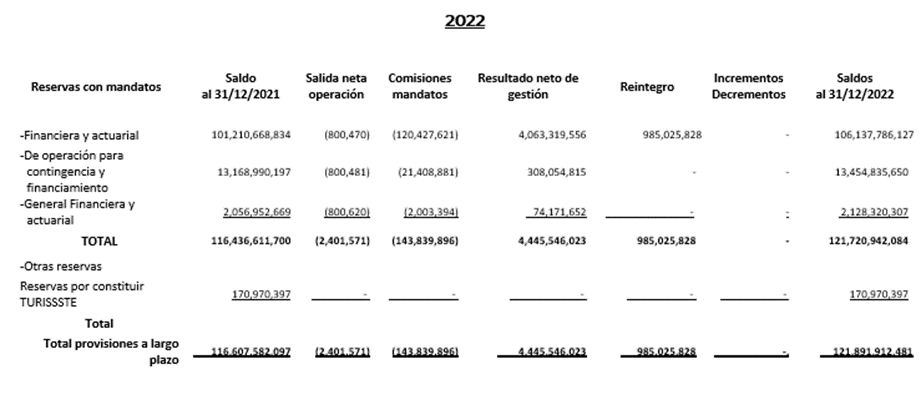 2022
Reservas con mandatos Saldo al 31/12/2021 Salida neta operación Comisiones mandatos Resultado neto de gestión Reintegro Incrementos Decrementos Saldos al 31/12/2022
-Financiera y actuarial 101,210,668,834 (800,470) (120,427,621) 4,063,319,556 985,025,828 - 106,137,786,127
-De operación para
contingencia y 13,168,990,197 (800,481) (21,408,881) 308,054,815 - - 13,454,835,650
financiamiento
-General Financiera y
actuarial 2,056,952,669 (800,620) (2,003,394) 74,171,652 - - 2,128,320,307
TOTAL 116,436,611,700 (2,401,571) (143,839,896) 4,445,546,023 985,025,828 - 121,720,942,084
-Otras reservas
Reservas por constituir
TURISSSTE 170,970,397 - - - - - 170,970,397
Total
Total provisiones a largo
plazo 116,607,582,097 (2,401,571) (143,839,896) 4,445,546,023 985,025,828 - 121,891,912,481